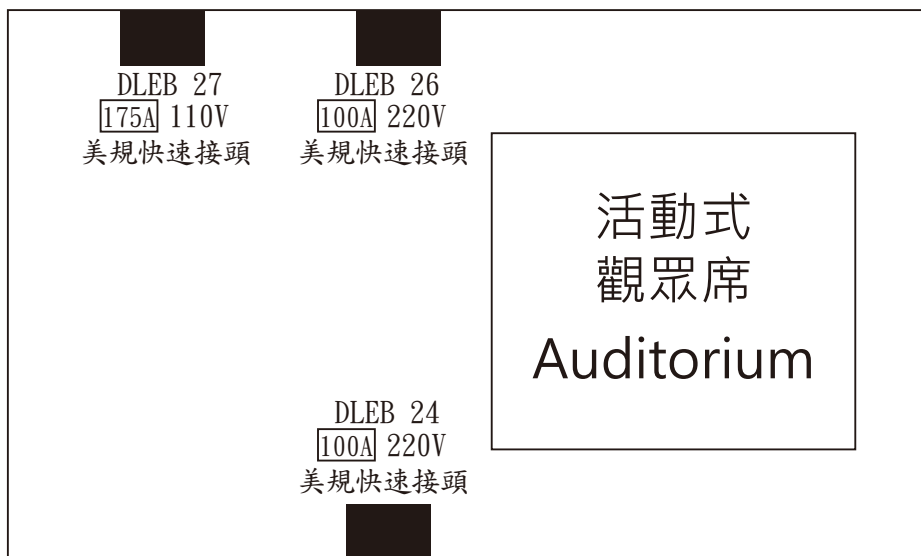 DLEB 27
175A 110V
美規快速接頭
DLEB 26
100A 220V
美規快速接頭
活動式
觀眾席
Auditorium
DLEB 24
100A 220V
美規快速接頭